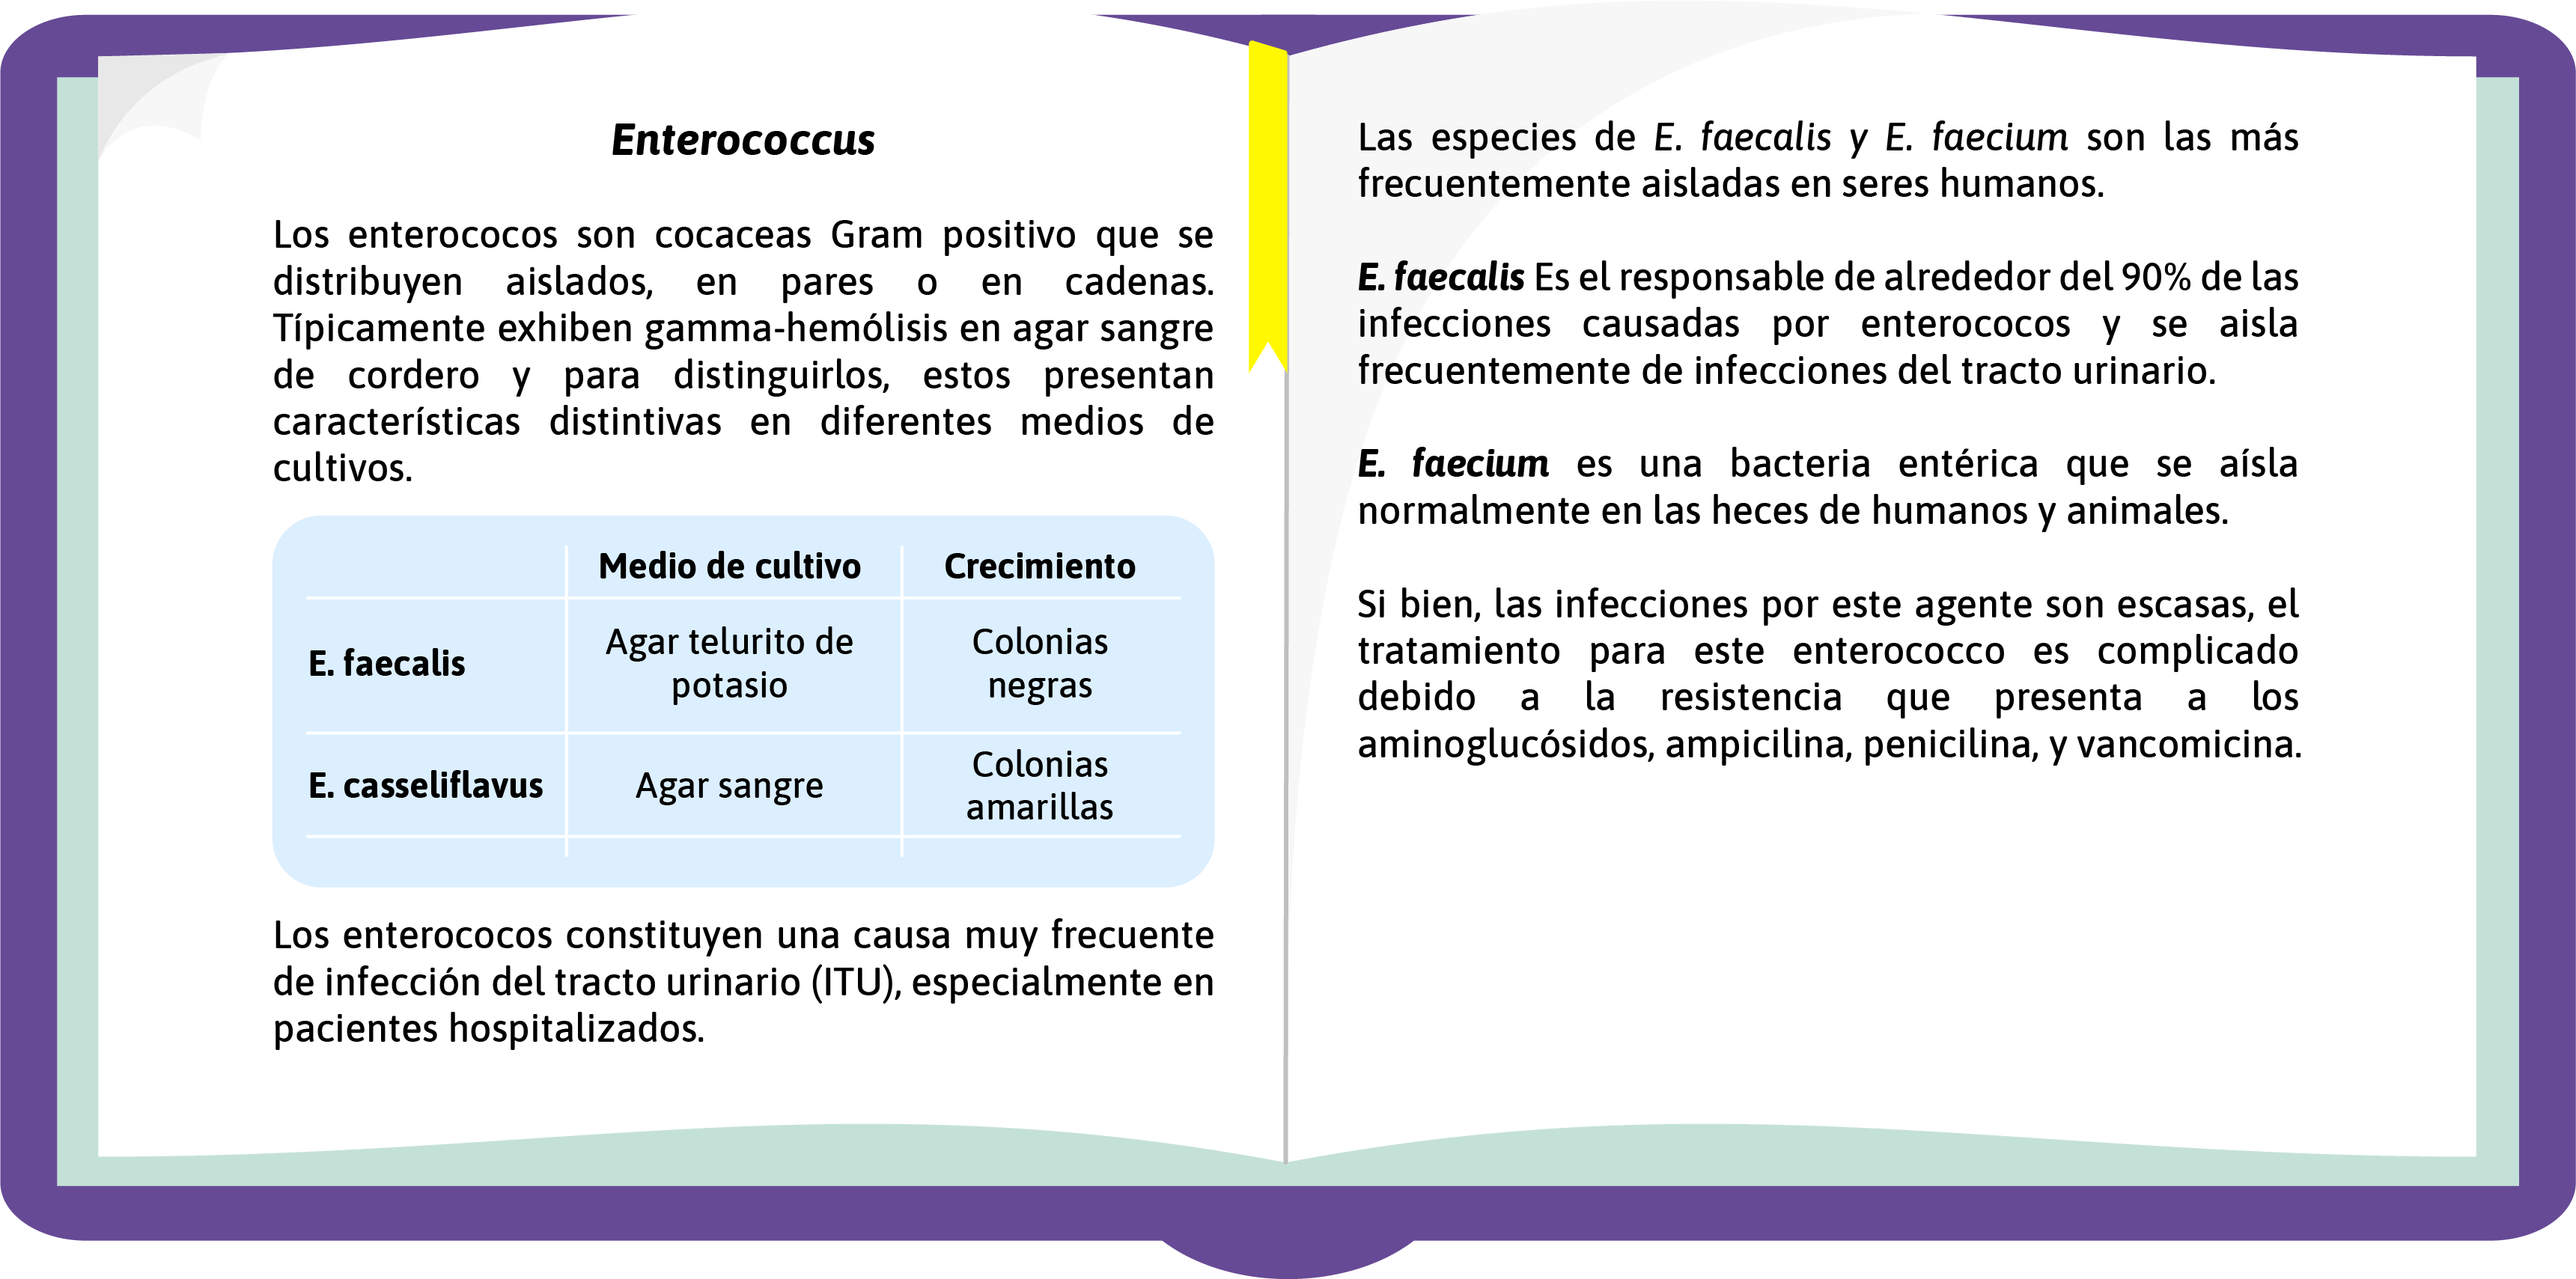 Enterococcus
Los enterococos son cocaceas Gram positivo que se
distribuyen aislados, en pares o en cadenas.
Típicamente exhiben gamma-hemólisis en agar sangre
de cordero y para distinguirlos, estos presentan
características distintivas en diferentes medios de
cultivos.
Medio de cultivo Crecimiento
E. faecalis
Agar telurito de
potasio
Colonias
negras
E. casseliflavus
Agar sangre
Colonias
amarillas
Los enterococos constituyen una causa muy frecuente
de infección del tracto urinario (ITU), especialmente en
pacientes hospitalizados.
Las especies de E. faecalis y E. faecium son las más
frecuentemente aisladas en seres humanos.
E. faecalis Es el responsable de alrededor del 90% de las
infecciones causadas por enterococos y se aisla
frecuentemente de infecciones del tracto urinario.
E. faecium es una bacteria entérica que se aísla
normalmente en las heces de humanos y animales.
Si bien, las infecciones por este agente son escasas, el
tratamiento para este enterococco es complicado
debido a la resistencia que presenta a los
aminoglucósidos, ampicilina, penicilina, y vancomicina.